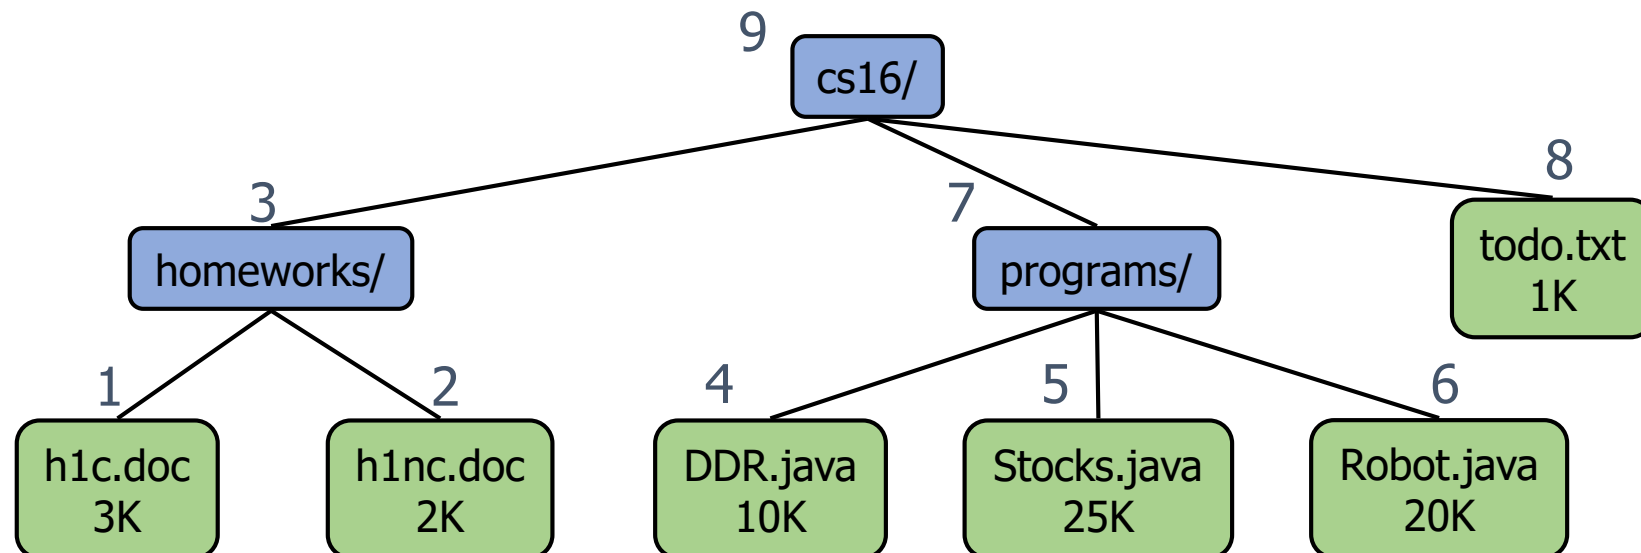 9
cs16/
8
3
7
homeworks/
programs/
todo.txt
1K
1
2
4
5
6
h1c.doc
3K
h1nc.doc
2K
DDR.java
10K
Stocks.java
25K
Robot.java
20K